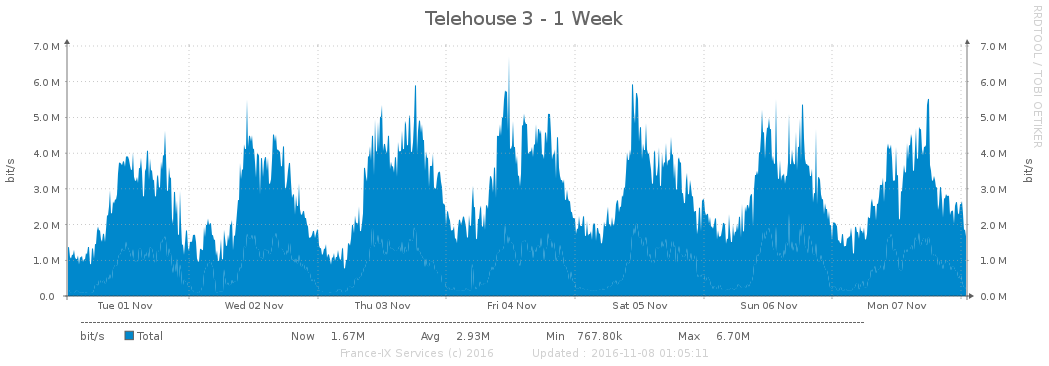 Telehouse 3 - 1 Week
RRDTOOL / TOBI OETIKER
bit/s
7.0 M
6.0 M
5.0 M
4.0 M
3.0 M
2.0 M
1.0 M
0.0
7.0 M
6.0 M
5.0 M
4.0 M
3.0 M
2.0 M
1.0 M
0.0 M
bit/s
Tue 01 Nov Wed 02 Nov Thu 03 Nov Fri 04 Nov Sat 05 Nov Sun 06 Nov Mon 07 Nov
bit/s Total Now 1.67M Avg 2.93M Min 767.80k Max 6.70M
France-IX Services (c) 2016 Updated : 2016-11-08 01:05:11